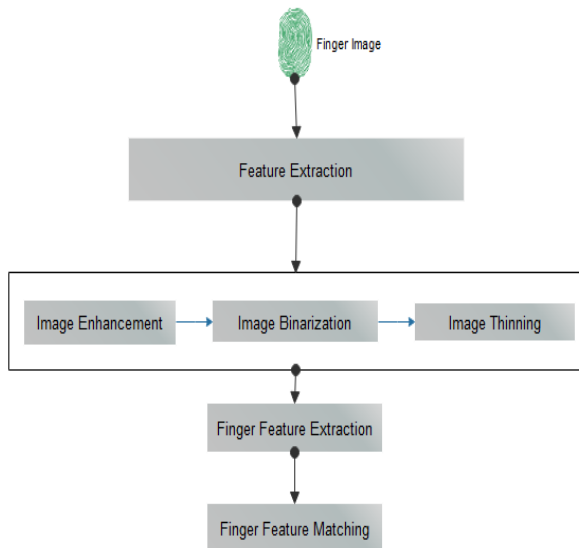 Finger Image
Feature Extraction
Image Enhancement
Image Binarization
Image Thinning
Finger Feature Extraction
Finger Feature Matching